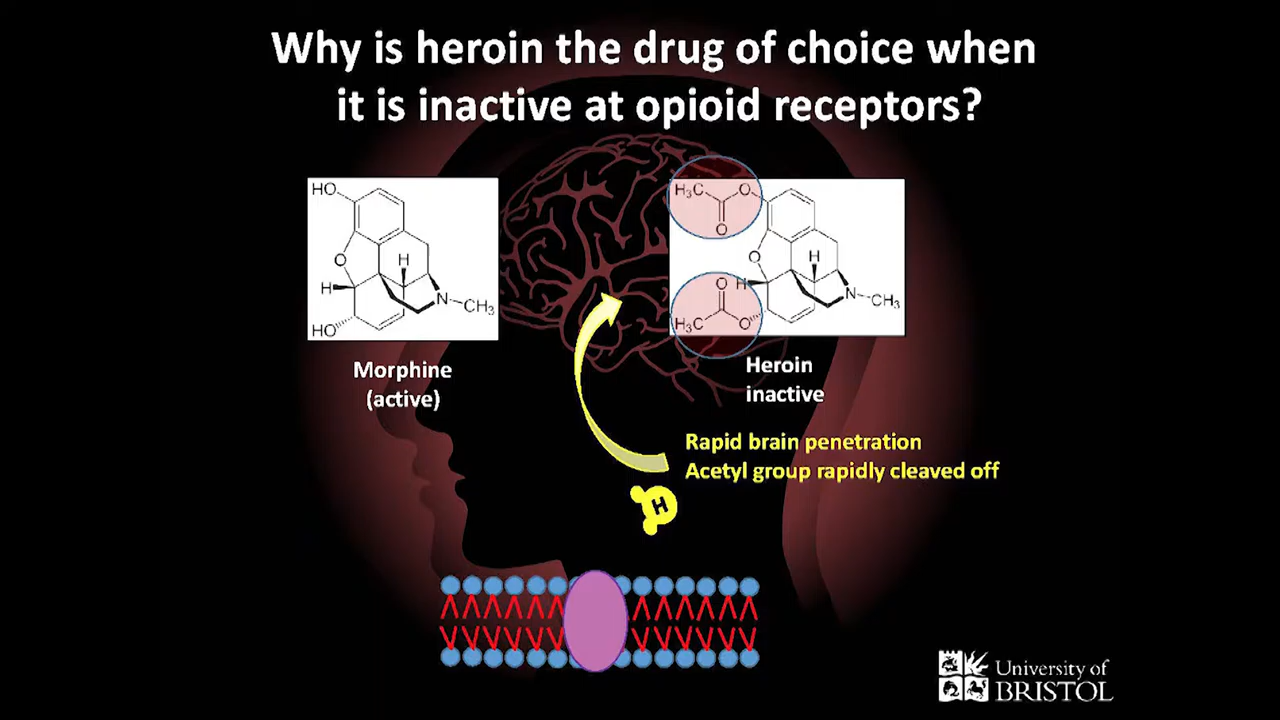 Why is heroin the drug of choice when
it is inactive at opioid receptors?
HO
O
H
H
N
CH₃
HO
Morphine
(active)
H₃C
O
O
O
H
H
O
N
CH₃
H₃C
O
Heroin
inactive
Rapid brain penetration
Acetyl group rapidly cleaved off
H
University of
BRISTOL